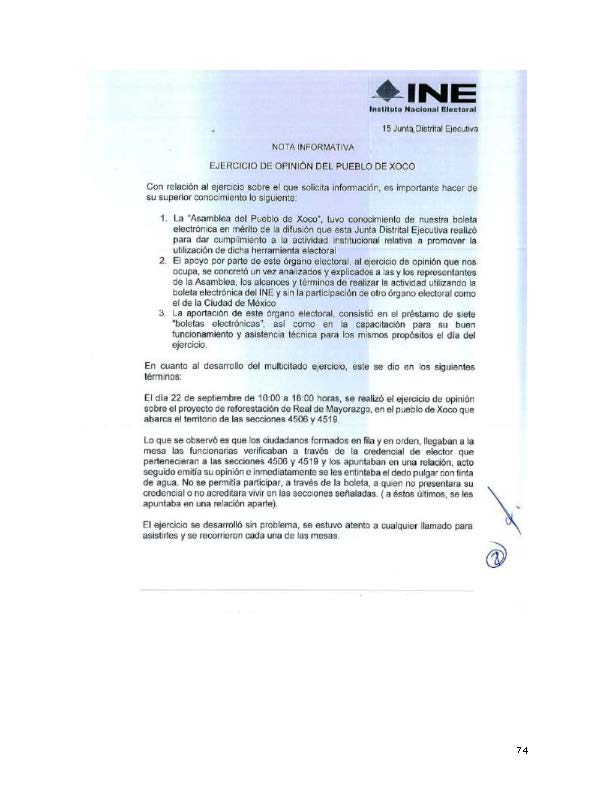 INE
Instituto Nacional Electoral
15 Junta Distrital Ejecutiva
NOTA INFORMATIVA
EJERCICIO DE OPINIÓN DEL PUEBLO DE XOCO
Con relación al ejercicio sobre el que solicita información, es importante hacer de
su superior conocimiento lo siguiente:
1. La "Asamblea del Pueblo de Xoco", tuvo conocimiento de nuestra boleta
electrónica en mérito de la difusión que esta Junta Distrital Ejecutiva realizó
para dar cumplimiento a la actividad institucional relativa a promover la
utilización de dicha herramienta electoral
2. El apoyo por parte de este órgano electoral, al ejercicio de opinión que nos
ocupa, se concretó un vez analizados y explicados a las y los representantes
de la Asamblea, los alcances y términos de realizar la actividad utilizando la
boleta electrónica del INE y sin la participación de otro órgano electoral como
el de la Ciudad de México
3. La aportación de este órgano electoral, consistió en el préstamo de siete
"boletas electrónicas", así como en la capacitación para su buen
funcionamiento y asistencia técnica para los mismos propósitos el día del
ejercicio.
En cuanto al desarrollo del multicitado ejercicio, este se dio en los siguientes
términos:
El día 22 de septiembre de 10:00 a 16:00 horas, se realizó el ejercicio de opinión
sobre el proyecto de reforestación de Real de Mayorazgo, en el pueblo de Xoco que
abarca el territorio de las secciones 4506 y 4519.
Lo que se observó es que los ciudadanos formados en fila y en orden, llegaban a la
mesa las funcionarias verificaban a través de la credencial de elector que
pertenecieran a las secciones 4506 y 4519 y los apuntaban en una relación, acto
seguido emitía su opinión e inmediatamente se les entintaba el dedo pulgar con tinta
de agua. No se permitía participar, a través de la boleta, a quien no presentara su
credencial o no acreditara vivir en las secciones señaladas. ( a éstos últimos, se les
apuntaba en una relación aparte).
El ejercicio se desarrolló sin problema, se estuvo atento a cualquier llamado para
asistirles y se recorrieron cada una de las mesas.
74